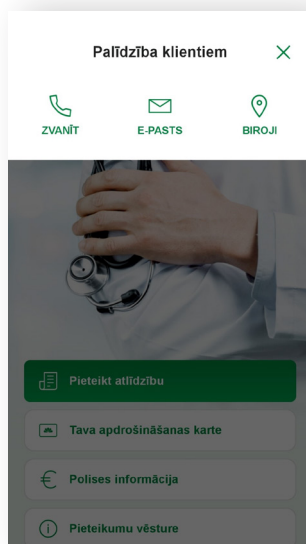 Palīdzība klientiem
ZVANĪT
E-PASTS
BIROJI
Pieteikt atlīdzību
Tava apdrošināšanas karte
Polises informācija
Pieteikumu vēsture